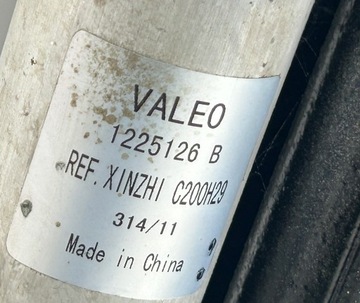 VALEO
1225126 B
REF. XINZHI C200H29
314/11
Made in China